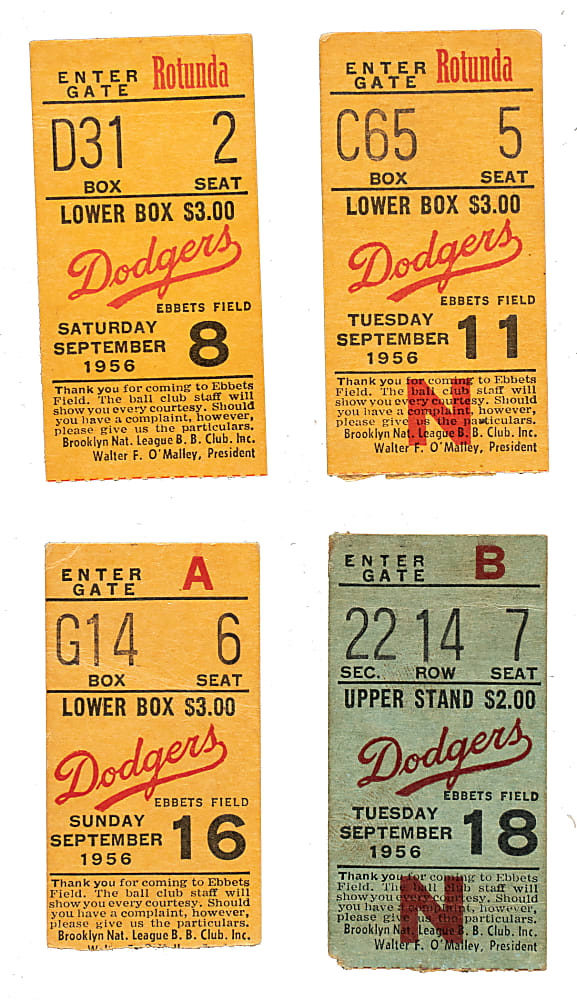 ENTER GATE Rotunda
D31 2
BOX SEAT
LOWER BOX $3.00
Dodgers
EBBETS FIELD
SATURDAY
SEPTEMBER 8
1956
Thank you for coming to Ebbets
Field. The ball club staff will
show you every courtesy. Should
you have a complaint, however,
please give us the particulars.
Brooklyn Nat. League B. B. Club. Inc.
Walter F. O'Malley, President
ENTER GATE Rotunda
C65 5
BOX SEAT
LOWER BOX $3.00
Dodgers
EBBETS FIELD
TUESDAY
SEPTEMBER 11
1956
Thank you for coming to Ebbets
Field. The ball club staff will
show you every courtesy. Should
you have a complaint, however,
please give us the particulars.
Brooklyn Nat. League B. B. Club. Inc.
Walter F. O'Malley, President
N
ENTER GATE A
G14 6
BOX SEAT
LOWER BOX $3.00
Dodgers
EBBETS FIELD
SUNDAY
SEPTEMBER 16
1956
Thank you for coming to Ebbets
Field. The ball club staff will
show you every courtesy. Should
you have a complaint, however,
please give us the particulars.
Brooklyn Nat. League B. B. Club. Inc.
ENTER GATE B
22 14 7
SEC. ROW SEAT
UPPER STAND $2.00
Dodgers
EBBETS FIELD
TUESDAY
SEPTEMBER 18
1956
Thank you for coming to Ebbets
Field. The ball club staff will
show you every courtesy. Should
you have a complaint, however,
please give us the particulars.
Brooklyn Nat. League B. B. Club. Inc.
Walter F. O'Malley, President
N